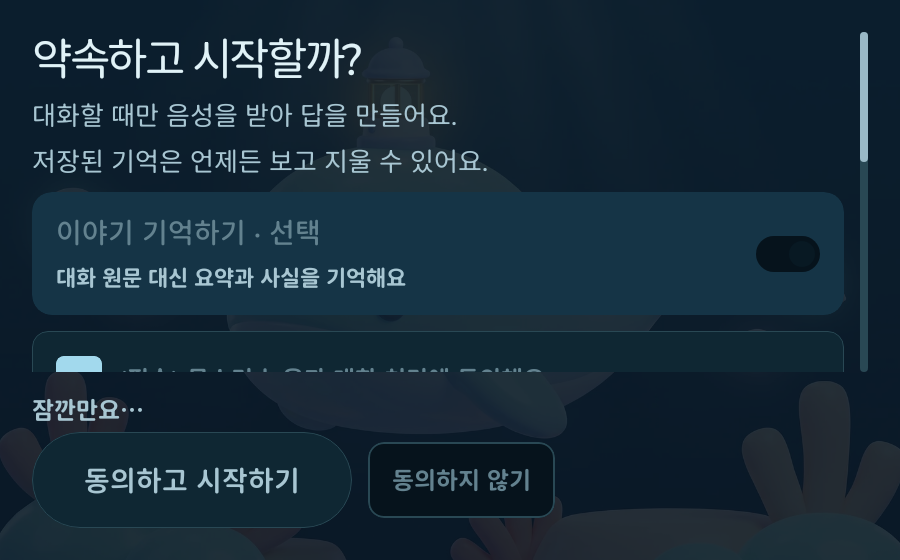 약속하고 시작할까?
대화할 때만 음성을 받아 답을 만들어요.
저장된 기억은 언제든 보고 지울 수 있어요.
이야기 기억하기 · 선택
대화 원문 대신 요약과 사실을 기억해요
잠깐만요…
동의하고 시작하기
동의하지 않기